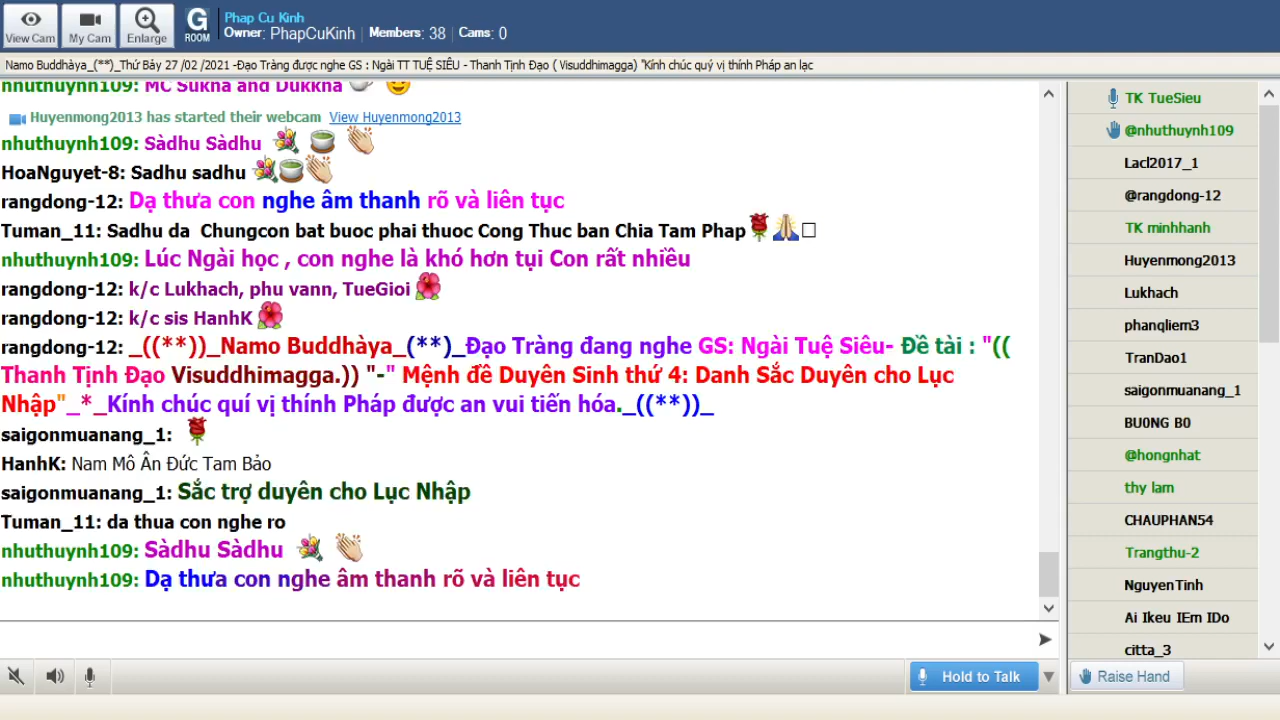 View Cam
My Cam
Enlarge
G
ROOM
Phap Cu Kinh
Owner: PhapCuKinh Members: 38 Cams: 0
Namo Buddhàya_(**)_Thứ Bảy 27 /02 /2021 -Đạo Tràng được nghe GS : Ngài TT TUỆ SIÊU - Thanh Tịnh Đạo ( Visuddhimagga) "Kính chúc quý vị thính Pháp an lạc
nhuthuynh109: MC Sukha and Dukkha
Huyenmong2013 has started their webcam View Huyenmong2013
nhuthuynh109: Sàdhu Sàdhu
HoaNguyet-8: Sadhu sadhu
rangdong-12: Dạ thưa con nghe âm thanh rõ và liên tục
Tuman_11: Sadhu da Chungcon bat buoc phai thuoc Cong Thuc ban Chia Tam Phap
nhuthuynh109: Lúc Ngài học , con nghe là khó hơn tụi Con rất nhiều
rangdong-12: k/c Lukhach, phu vann, TueGioi
rangdong-12: k/c sis HanhK
rangdong-12: _((**))_Namo Buddhàya_(**)_Đạo Tràng đang nghe GS: Ngài Tuệ Siêu- Đề tài : "((
Thanh Tịnh Đạo Visuddhimagga.)) "-" Mệnh đề Duyên Sinh thứ 4: Danh Sắc Duyên cho Lục
Nhập"_*_Kính chúc quí vị thính Pháp được an vui tiến hóa._((**))_
saigonmuanang_1:
HanhK: Nam Mô Ân Đức Tam Bảo
saigonmuanang_1: Sắc trợ duyên cho Lục Nhập
Tuman_11: da thua con nghe ro
nhuthuynh109: Sàdhu Sàdhu
nhuthuynh109: Dạ thưa con nghe âm thanh rõ và liên tục
Hold to Talk
TK TueSieu
@nhuthuynh109
Lacl2017_1
@rangdong-12
TK minhhanh
Huyenmong2013
Lukhach
phanqliem3
TranDao1
saigonmuanang_1
BU0NG B0
@hongnhat
thy lam
CHAUPHAN54
Trangthu-2
NguyenTinh
Ai Ikeu IEm IDo
citta_3
Raise Hand